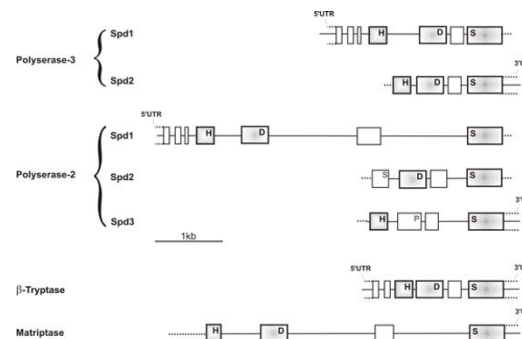 5'UTR
Spd1 H D S
Polyserase-3
3'U
Spd2 H D S
5'UTR
Spd1 H D S
Polyserase-2
Spd2 S D S
3'U
Spd3 H P S
1kb
5'UTR 3'U
β-Tryptase H D S
3'U
Matriptase H D S